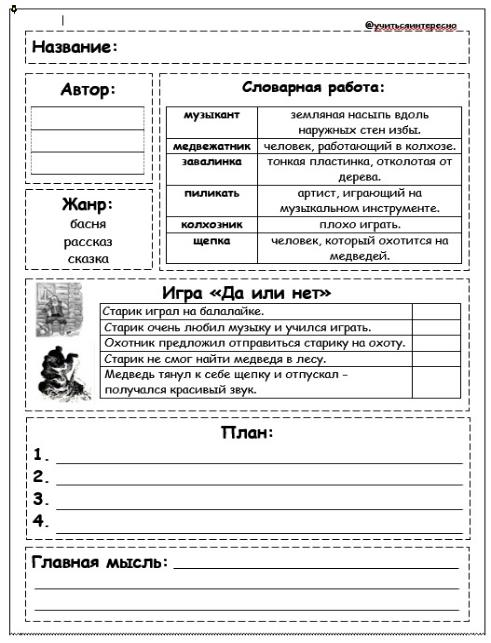 @учитьсяинтересно
Название:
Автор:
Жанр:
басня
рассказ
сказка
Словарная работа:
музыкант земляная насыпь вдоль
наружных стен избы.
медвежатник человек, работающий в колхозе.
завалинка тонкая пластинка, отколотая от
дерева.
пиликать артист, играющий на
музыкальном инструменте.
колхозник плохо играть.
щепка человек, который охотится на
медведей.
Игра «Да или нет»
Старик играл на балалайке.
Старик очень любил музыку и учился играть.
Охотник предложил отправиться старику на охоту.
Старик не смог найти медведя в лесу.
Медведь тянул к себе щепку и отпускал –
получался красивый звук.
План:
1.
2.
3.
4.
Главная мысль: